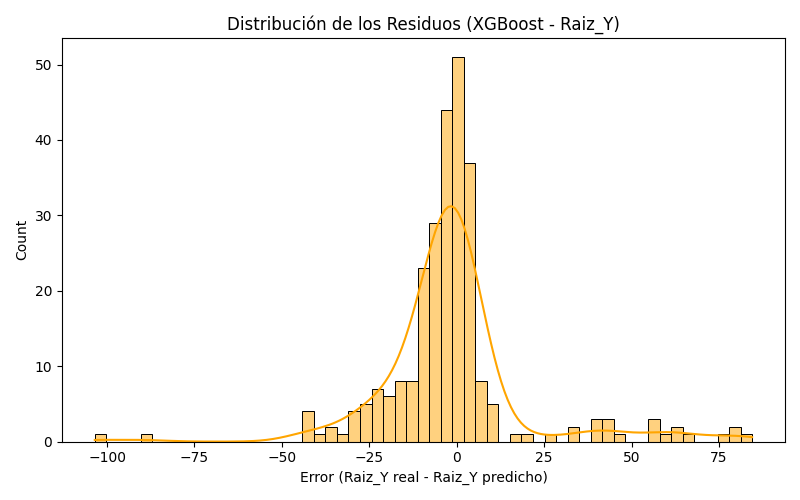 Distribución de los Residuos (XGBoost - Raiz_Y)
50
40
30
20
10
0
Count
−100 −75 −50 −25 0 25 50 75
Error (Raiz_Y real - Raiz_Y predicho)